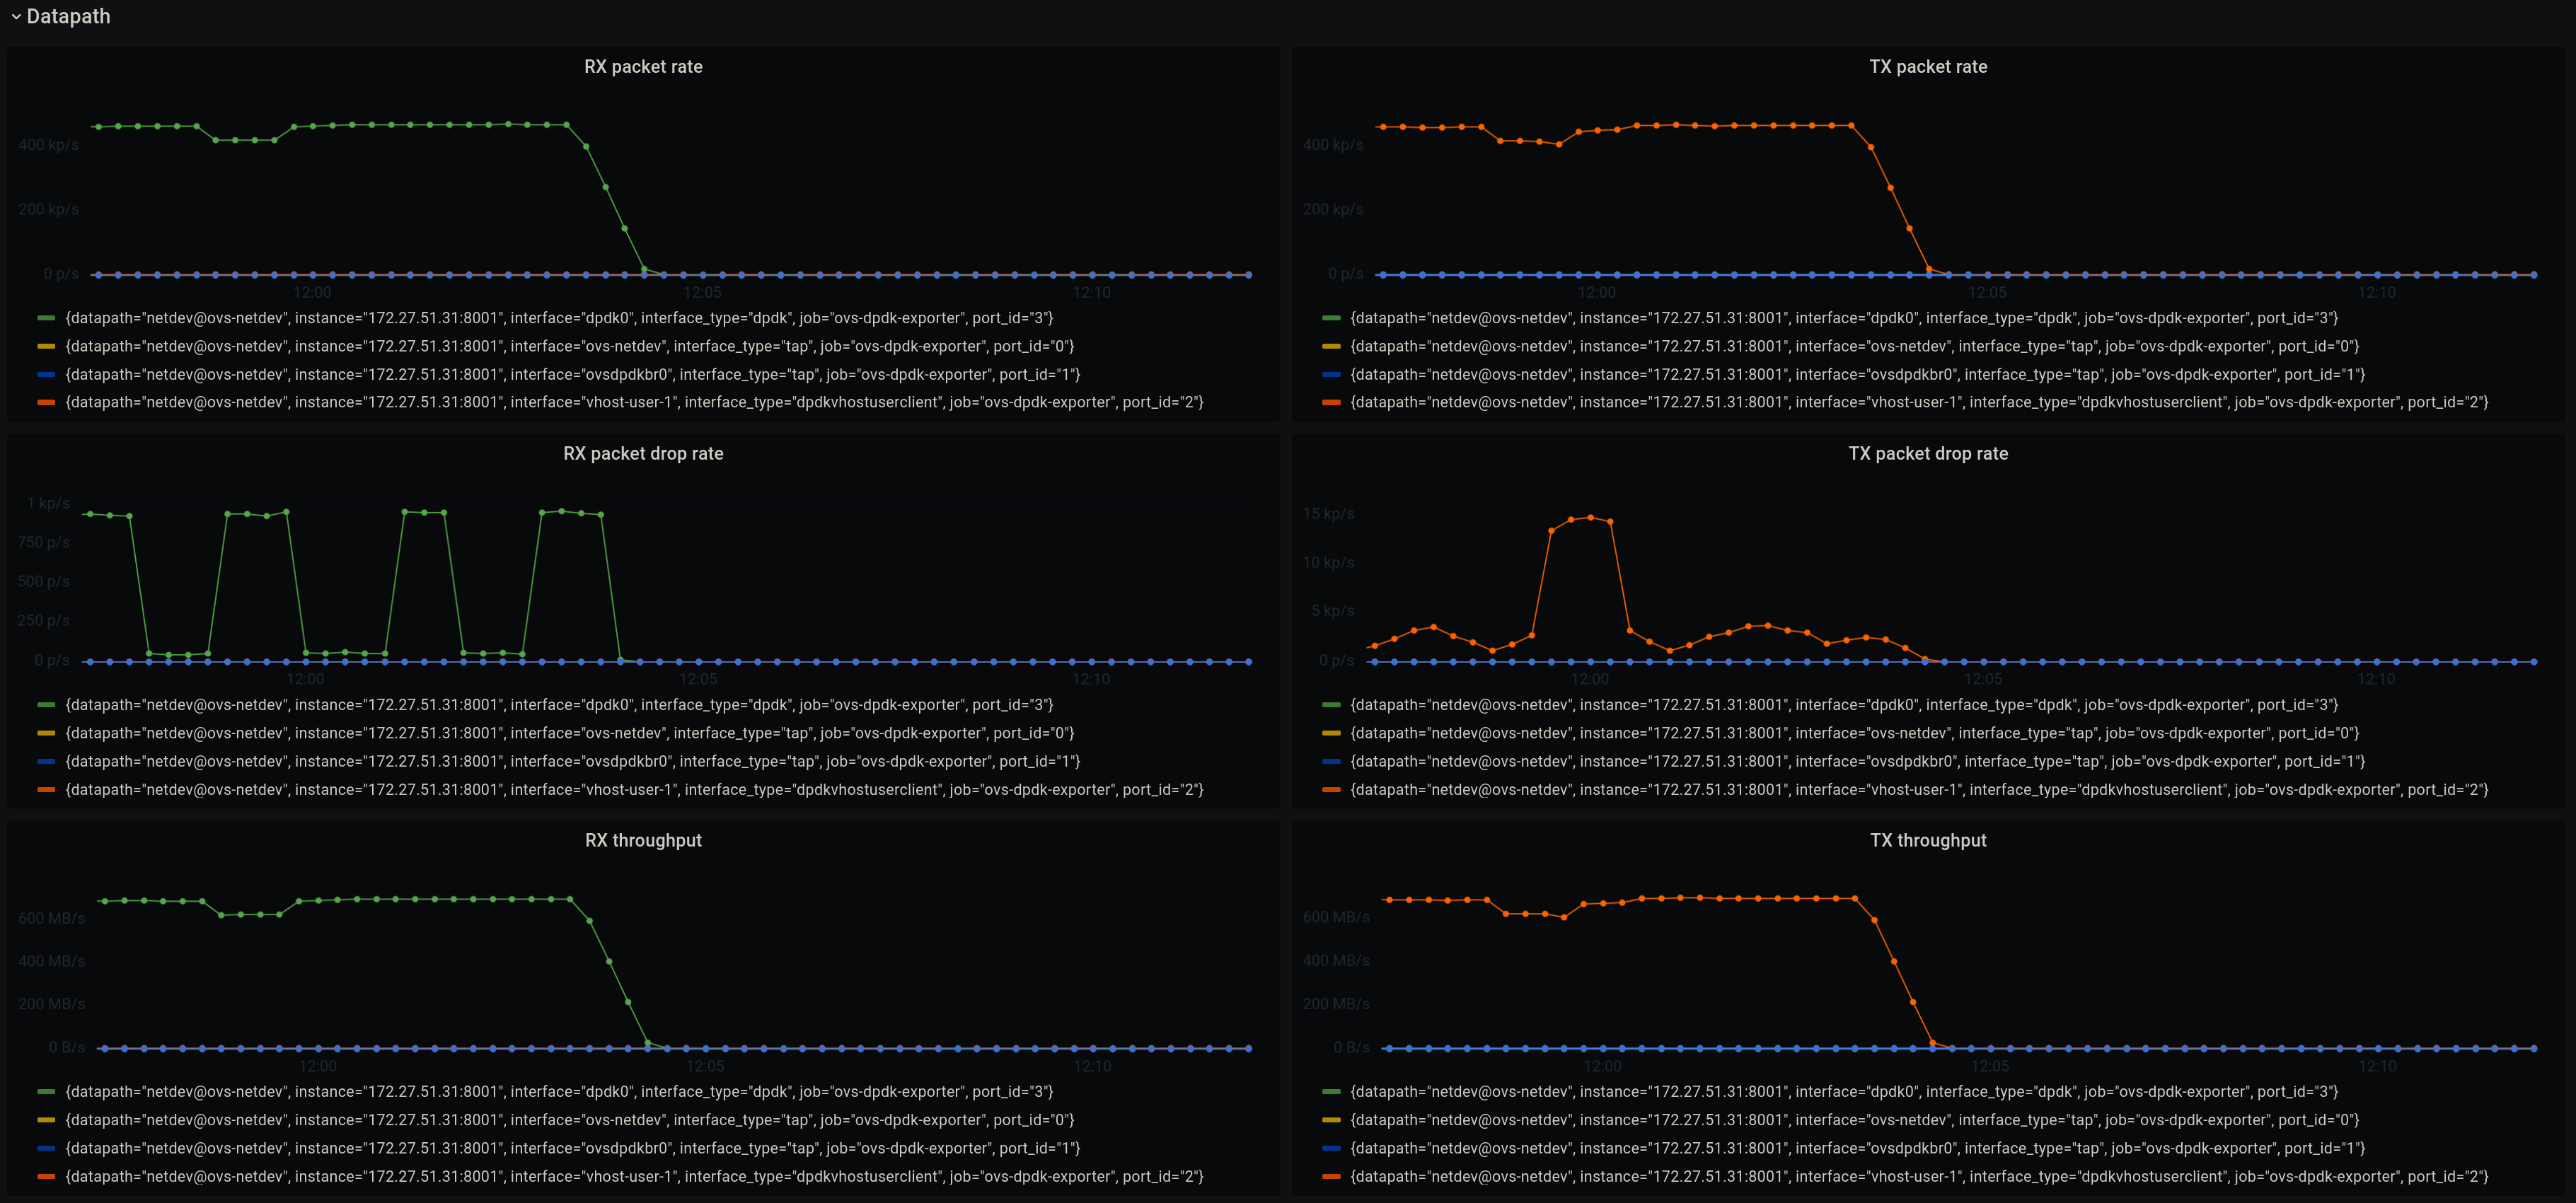 Datapath
RX packet rate
400 kp/s
200 kp/s
0 p/s
12:00 12:05 12:10
{datapath="netdev@ovs-netdev", instance="172.27.51.31:8001", interface="dpdk0", interface_type="dpdk", job="ovs-dpdk-exporter", port_id="3"}
{datapath="netdev@ovs-netdev", instance="172.27.51.31:8001", interface="ovs-netdev", interface_type="tap", job="ovs-dpdk-exporter", port_id="0"}
{datapath="netdev@ovs-netdev", instance="172.27.51.31:8001", interface="ovsdpdkbr0", interface_type="tap", job="ovs-dpdk-exporter", port_id="1"}
{datapath="netdev@ovs-netdev", instance="172.27.51.31:8001", interface="vhost-user-1", interface_type="dpdkvhostuserclient", job="ovs-dpdk-exporter", port_id="2"}
TX packet rate
400 kp/s
200 kp/s
0 p/s
12:00 12:05 12:10
{datapath="netdev@ovs-netdev", instance="172.27.51.31:8001", interface="dpdk0", interface_type="dpdk", job="ovs-dpdk-exporter", port_id="3"}
{datapath="netdev@ovs-netdev", instance="172.27.51.31:8001", interface="ovs-netdev", interface_type="tap", job="ovs-dpdk-exporter", port_id="0"}
{datapath="netdev@ovs-netdev", instance="172.27.51.31:8001", interface="ovsdpdkbr0", interface_type="tap", job="ovs-dpdk-exporter", port_id="1"}
{datapath="netdev@ovs-netdev", instance="172.27.51.31:8001", interface="vhost-user-1", interface_type="dpdkvhostuserclient", job="ovs-dpdk-exporter", port_id="2"}
RX packet drop rate
1 kp/s
750 p/s
500 p/s
250 p/s
0 p/s
12:00 12:05 12:10
{datapath="netdev@ovs-netdev", instance="172.27.51.31:8001", interface="dpdk0", interface_type="dpdk", job="ovs-dpdk-exporter", port_id="3"}
{datapath="netdev@ovs-netdev", instance="172.27.51.31:8001", interface="ovs-netdev", interface_type="tap", job="ovs-dpdk-exporter", port_id="0"}
{datapath="netdev@ovs-netdev", instance="172.27.51.31:8001", interface="ovsdpdkbr0", interface_type="tap", job="ovs-dpdk-exporter", port_id="1"}
{datapath="netdev@ovs-netdev", instance="172.27.51.31:8001", interface="vhost-user-1", interface_type="dpdkvhostuserclient", job="ovs-dpdk-exporter", port_id="2"}
TX packet drop rate
15 kp/s
10 kp/s
5 kp/s
0 p/s
12:00 12:05 12:10
{datapath="netdev@ovs-netdev", instance="172.27.51.31:8001", interface="dpdk0", interface_type="dpdk", job="ovs-dpdk-exporter", port_id="3"}
{datapath="netdev@ovs-netdev", instance="172.27.51.31:8001", interface="ovs-netdev", interface_type="tap", job="ovs-dpdk-exporter", port_id="0"}
{datapath="netdev@ovs-netdev", instance="172.27.51.31:8001", interface="ovsdpdkbr0", interface_type="tap", job="ovs-dpdk-exporter", port_id="1"}
{datapath="netdev@ovs-netdev", instance="172.27.51.31:8001", interface="vhost-user-1", interface_type="dpdkvhostuserclient", job="ovs-dpdk-exporter", port_id="2"}
RX throughput
600 MB/s
400 MB/s
200 MB/s
0 B/s
12:00 12:05 12:10
{datapath="netdev@ovs-netdev", instance="172.27.51.31:8001", interface="dpdk0", interface_type="dpdk", job="ovs-dpdk-exporter", port_id="3"}
{datapath="netdev@ovs-netdev", instance="172.27.51.31:8001", interface="ovs-netdev", interface_type="tap", job="ovs-dpdk-exporter", port_id="0"}
{datapath="netdev@ovs-netdev", instance="172.27.51.31:8001", interface="ovsdpdkbr0", interface_type="tap", job="ovs-dpdk-exporter", port_id="1"}
{datapath="netdev@ovs-netdev", instance="172.27.51.31:8001", interface="vhost-user-1", interface_type="dpdkvhostuserclient", job="ovs-dpdk-exporter", port_id="2"}
TX throughput
600 MB/s
400 MB/s
200 MB/s
0 B/s
12:00 12:05 12:10
{datapath="netdev@ovs-netdev", instance="172.27.51.31:8001", interface="dpdk0", interface_type="dpdk", job="ovs-dpdk-exporter", port_id="3"}
{datapath="netdev@ovs-netdev", instance="172.27.51.31:8001", interface="ovs-netdev", interface_type="tap", job="ovs-dpdk-exporter", port_id="0"}
{datapath="netdev@ovs-netdev", instance="172.27.51.31:8001", interface="ovsdpdkbr0", interface_type="tap", job="ovs-dpdk-exporter", port_id="1"}
{datapath="netdev@ovs-netdev", instance="172.27.51.31:8001", interface="vhost-user-1", interface_type="dpdkvhostuserclient", job="ovs-dpdk-exporter", port_id="2"}